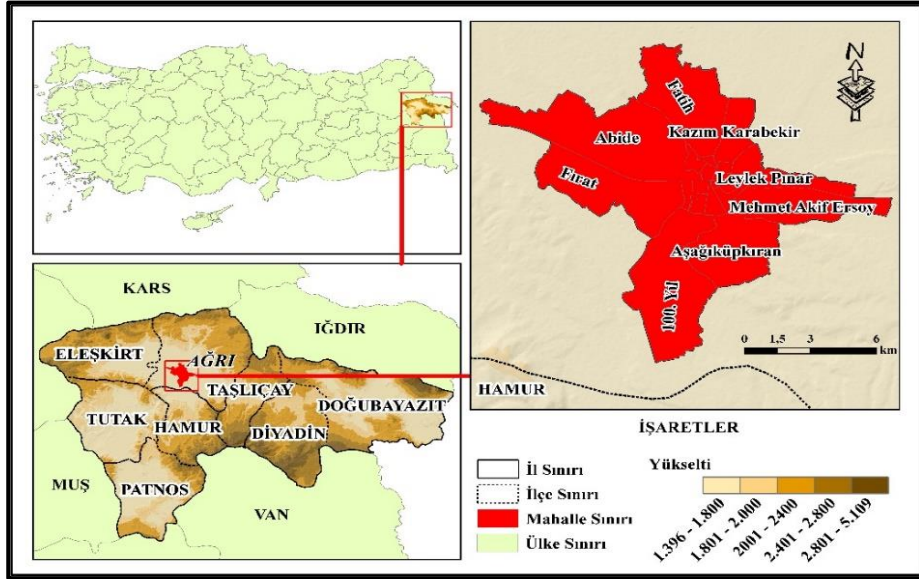 KARS
IĞDIR
ELEŞKİRT
AĞRI
TAŞLIÇAY
DOĞUBAYAZIT
TUTAK
HAMUR
DİYADİN
MUŞ
PATNOS
VAN
N
Fatih
Abide
Kazım Karabekir
Fırat
Leylek Pınar
Mehmet Akif Ersoy
Aşağıküpkıran
100. Yıl
0 1,5 3 6
km
HAMUR
İŞARETLER
İl Sınırı
İlçe Sınırı
Mahalle Sınırı
Ülke Sınırı
Yükselti
1.396 - 1.800
1.801 - 2.000
2001 - 2400
2.401 - 2.800
2.801 - 5.109